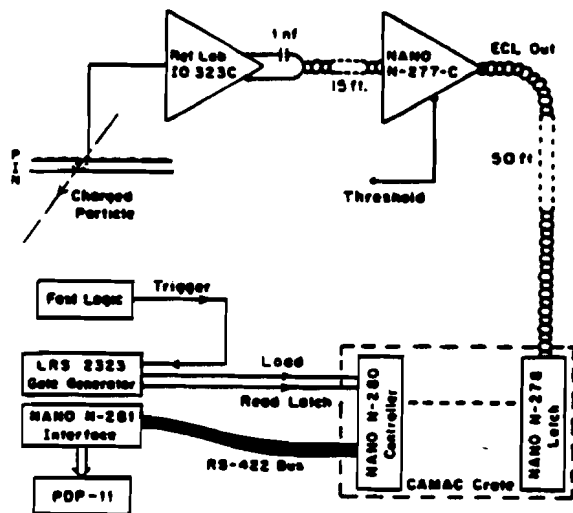 1 nf
Rel Lab
IO 323C
NANO
N-277-C
ECL Out
15 ft.
50 ft
P
I
N
Charged
Particle
Threshold
Fast Logic
Trigger
LRS 2323
Gate Generator
Load
Read Latch
NANO N-281
Interface
RS-422 Bus
PDP-11
NANO N-280
Controller
NANO N-278
Latch
CAMAC Crate